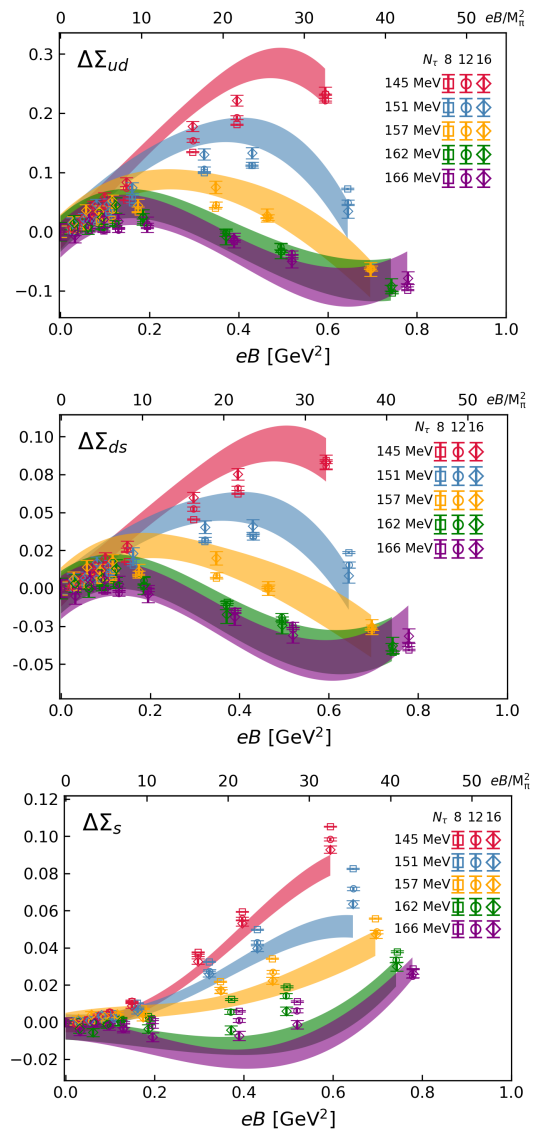 0 10 20 30 40 50 eB/M²π
0.3
0.2
0.1
0.0
−0.1
ΔΣud
Nτ 8 12 16
145 MeV
151 MeV
157 MeV
162 MeV
166 MeV
0.0 0.2 0.4 0.6 0.8 1.0
eB [GeV²]
0 10 20 30 40 50 eB/M²π
0.10
0.08
0.05
0.02
0.00
-0.03
-0.05
ΔΣds
Nτ 8 12 16
145 MeV
151 MeV
157 MeV
162 MeV
166 MeV
0.0 0.2 0.4 0.6 0.8 1.0
eB [GeV²]
0 10 20 30 40 50 eB/M²π
0.12
0.10
0.08
0.06
0.04
0.02
0.00
−0.02
ΔΣs
Nτ 8 12 16
145 MeV
151 MeV
157 MeV
162 MeV
166 MeV
0.0 0.2 0.4 0.6 0.8 1.0
eB [GeV²]